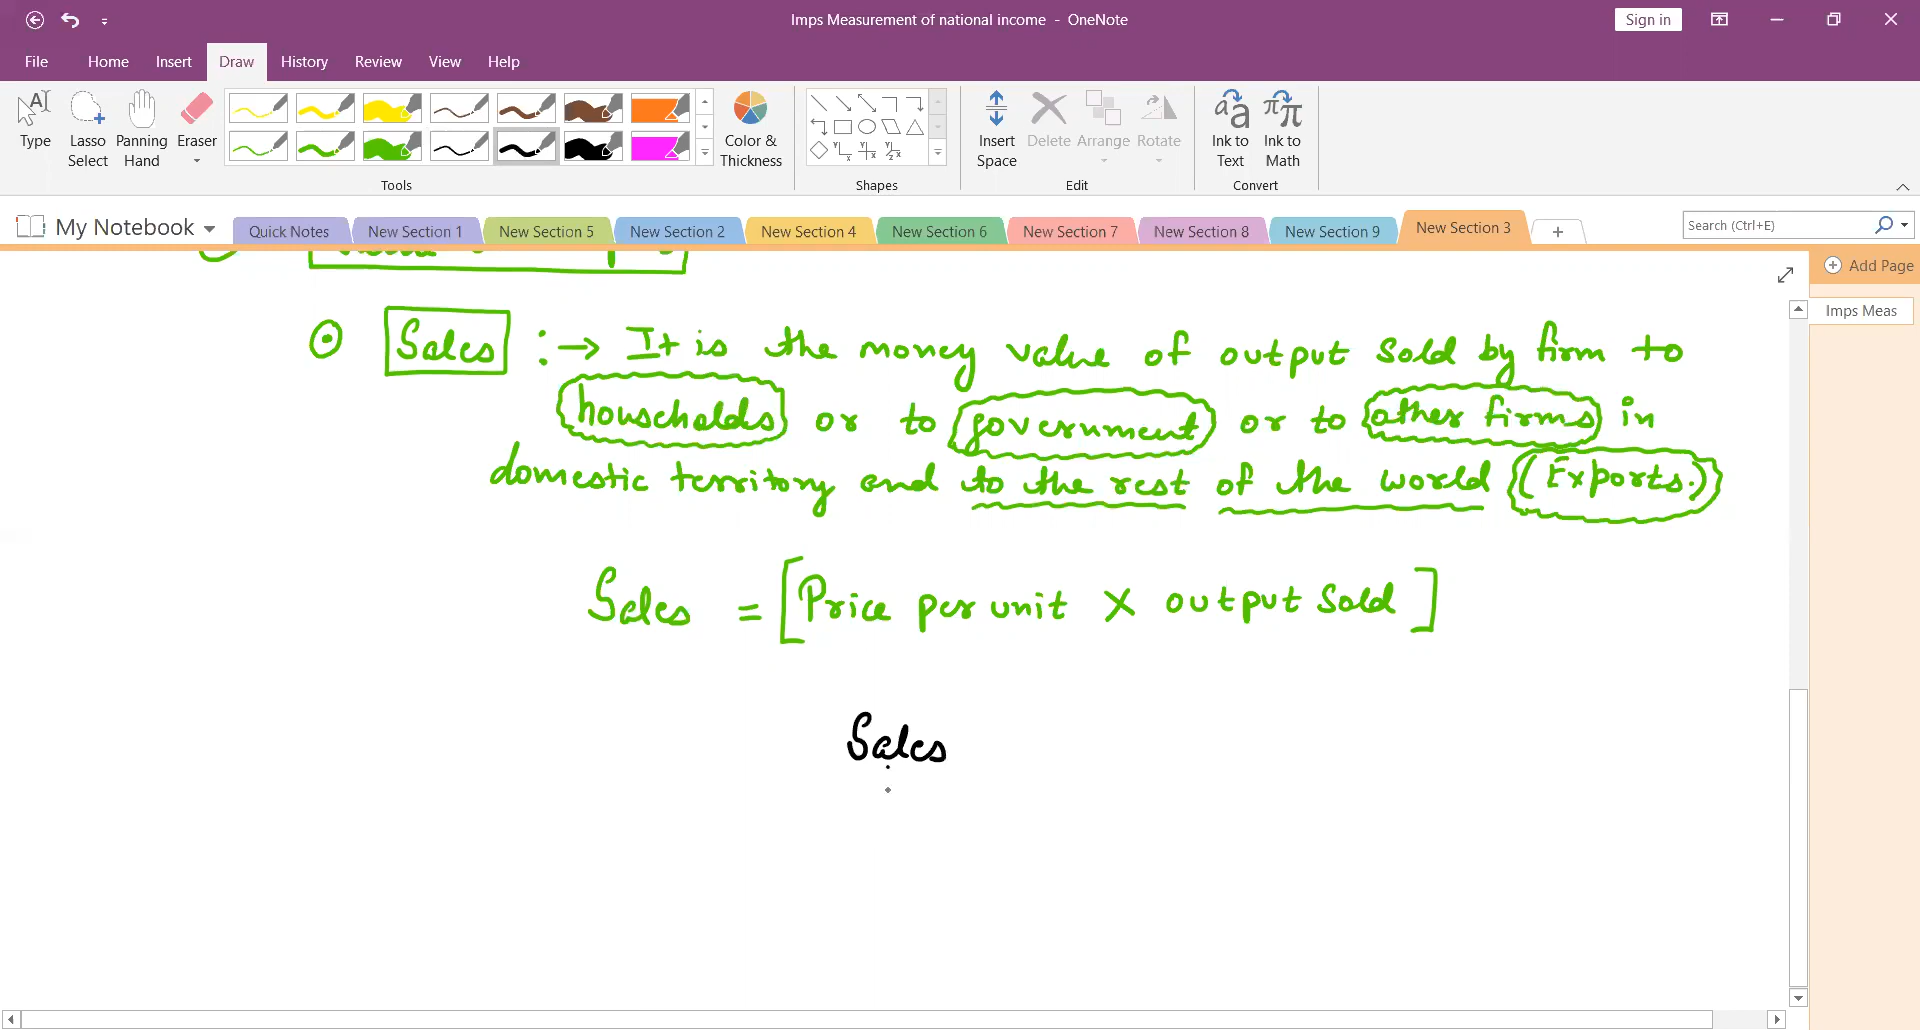 Imps Measurement of national income - OneNote
Sign in
File Home Insert Draw History Review View Help
Type Lasso Select Panning Hand Eraser Color & Thickness Insert Space Delete Arrange Rotate Ink to Text Ink to Math
Tools Shapes Edit Convert
My Notebook Quick Notes New Section 1 New Section 5 New Section 2 New Section 4 New Section 6 New Section 7 New Section 8 New Section 9 New Section 3 + Search (Ctrl+E)
Add Page
Imps Meas
Sales :→ It is the money value of output sold by firm to
households or to government or to other firms in
domestic territory and to the rest of the world (Exports.)
Sales = [Price per unit X output sold]
Sales